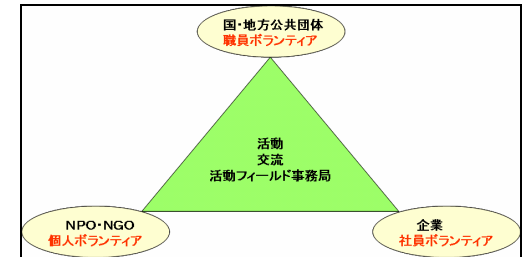 国・地方公共団体
職員ボランティア
活動
交流
活動フィールド事務局
NPO・NGO
個人ボランティア
企業
社員ボランティア